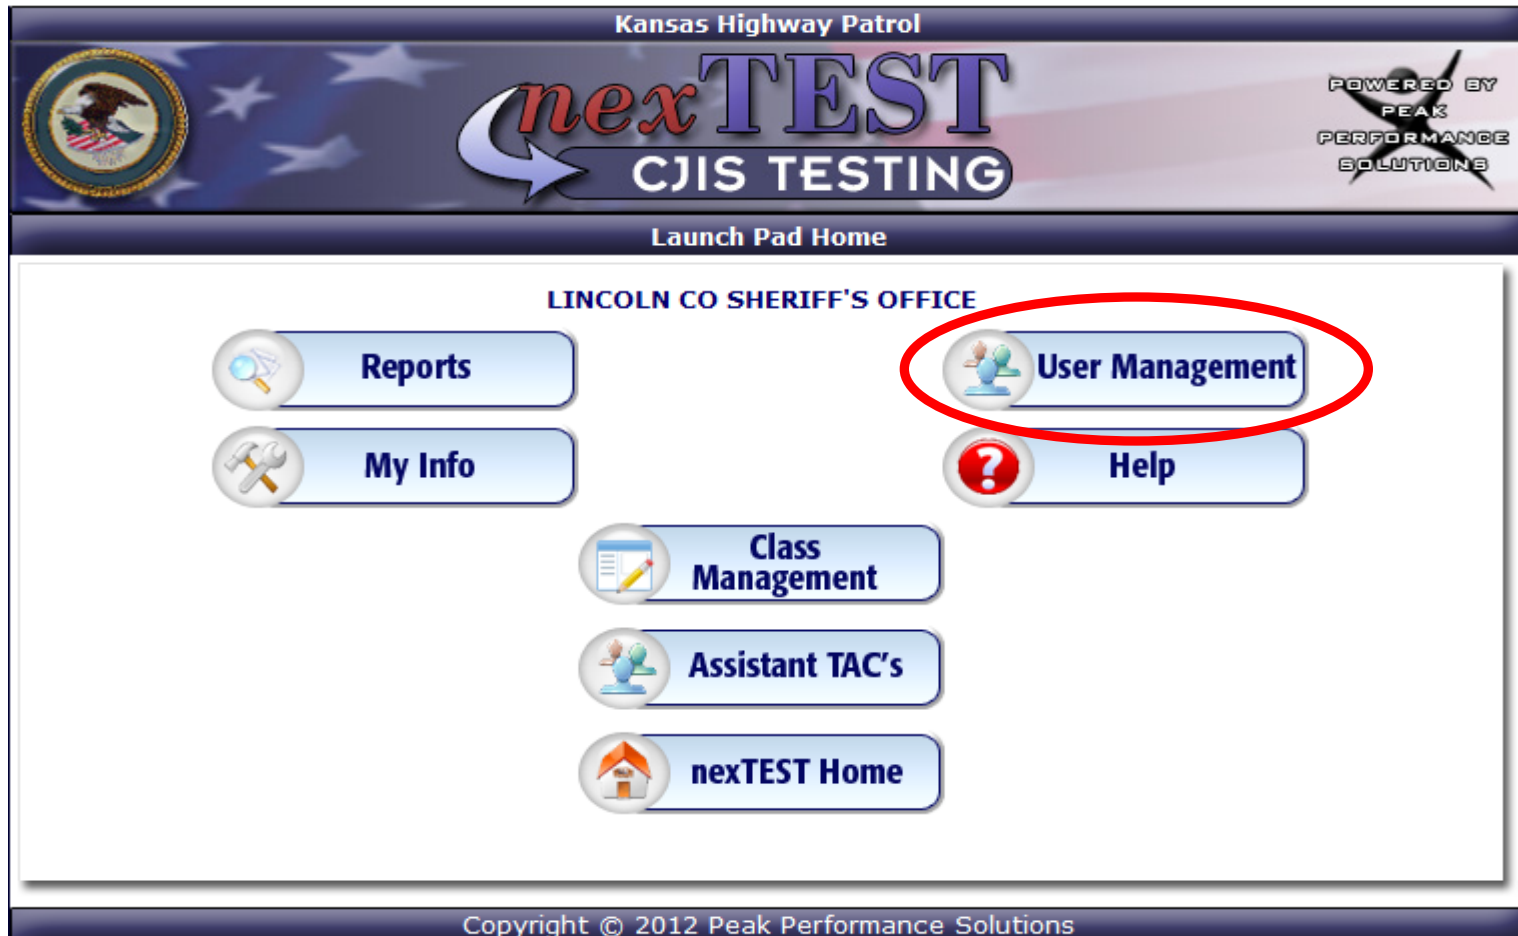 Kansas Highway Patrol
nexTEST
CJIS TESTING
POWERED BY
PEAK
PERFORMANCE
SOLUTIONS
Launch Pad Home
LINCOLN CO SHERIFF'S OFFICE
Reports
User Management
My Info
? Help
Class
Management
Assistant TAC's
nexTEST Home
Copyright © 2012 Peak Performance Solutions